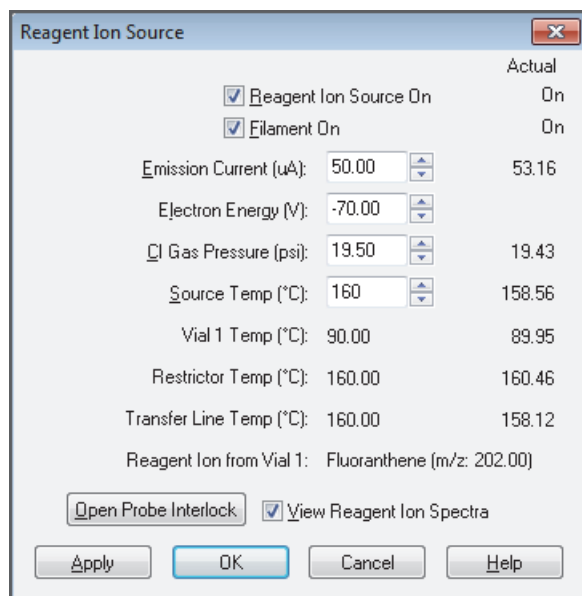 Reagent Ion Source
Actual
Reagent Ion Source On On
Filament On On
Emission Current (uA): 50.00 53.16
Electron Energy (V): -70.00
CI Gas Pressure (psi): 19.50 19.43
Source Temp (°C): 160 158.56
Vial 1 Temp (°C): 90.00 89.95
Restrictor Temp (°C): 160.00 160.46
Transfer Line Temp (°C): 160.00 158.12
Reagent Ion from Vial 1: Fluoranthene (m/z: 202.00)
Open Probe Interlock View Reagent Ion Spectra
Apply OK Cancel Help